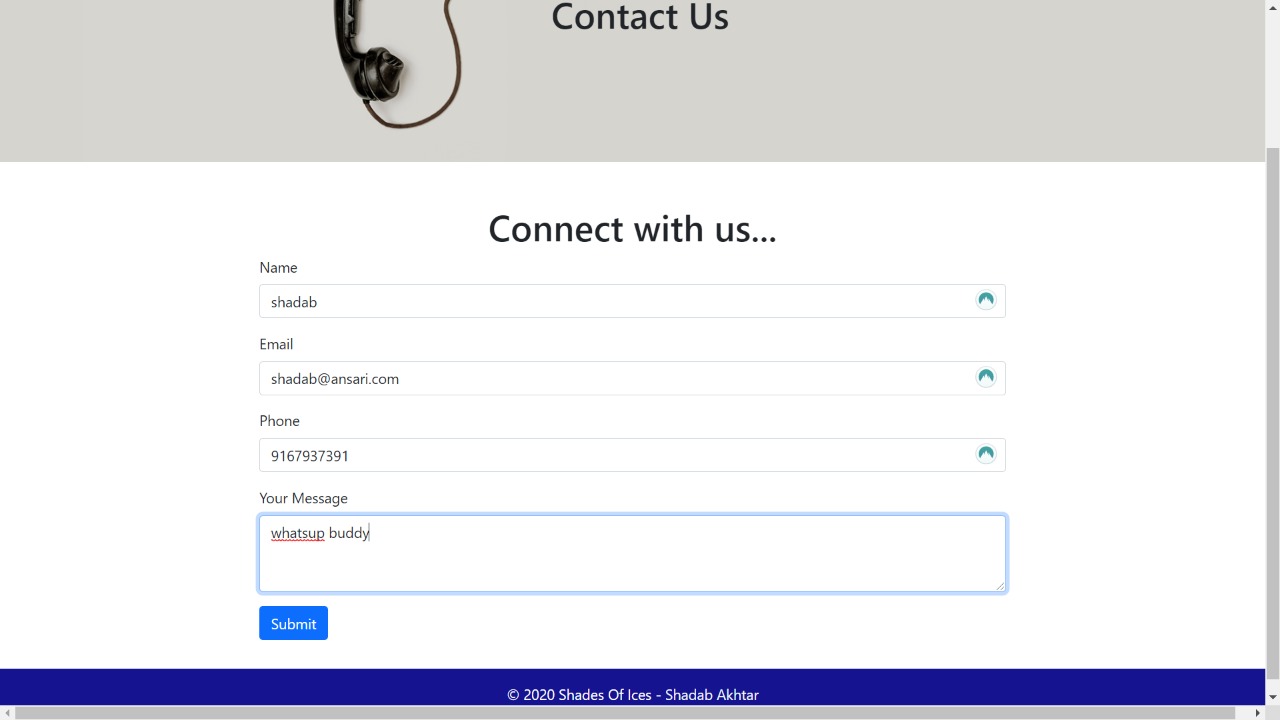 Contact Us
Connect with us...
Name
shadab
Email
shadab@ansari.com
Phone
9167937391
Your Message
whatsup buddy
Submit
© 2020 Shades Of Ices - Shadab Akhtar